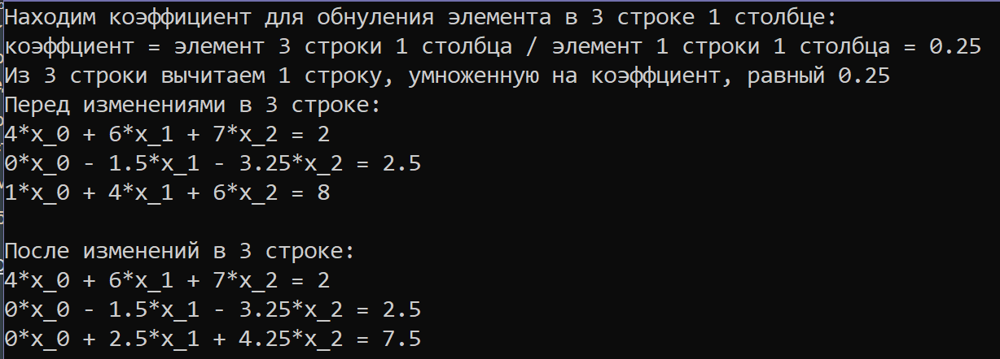 Находим коэффициент для обнуления элемента в 3 строке 1 столбце:
коэффциент = элемент 3 строки 1 столбца / элемент 1 строки 1 столбца = 0.25
Из 3 строки вычитаем 1 строку, умноженную на коэффциент, равный 0.25
Перед изменениями в 3 строке:
4*x_0 + 6*x_1 + 7*x_2 = 2
0*x_0 - 1.5*x_1 - 3.25*x_2 = 2.5
1*x_0 + 4*x_1 + 6*x_2 = 8
После изменений в 3 строке:
4*x_0 + 6*x_1 + 7*x_2 = 2
0*x_0 - 1.5*x_1 - 3.25*x_2 = 2.5
0*x_0 + 2.5*x_1 + 4.25*x_2 = 7.5